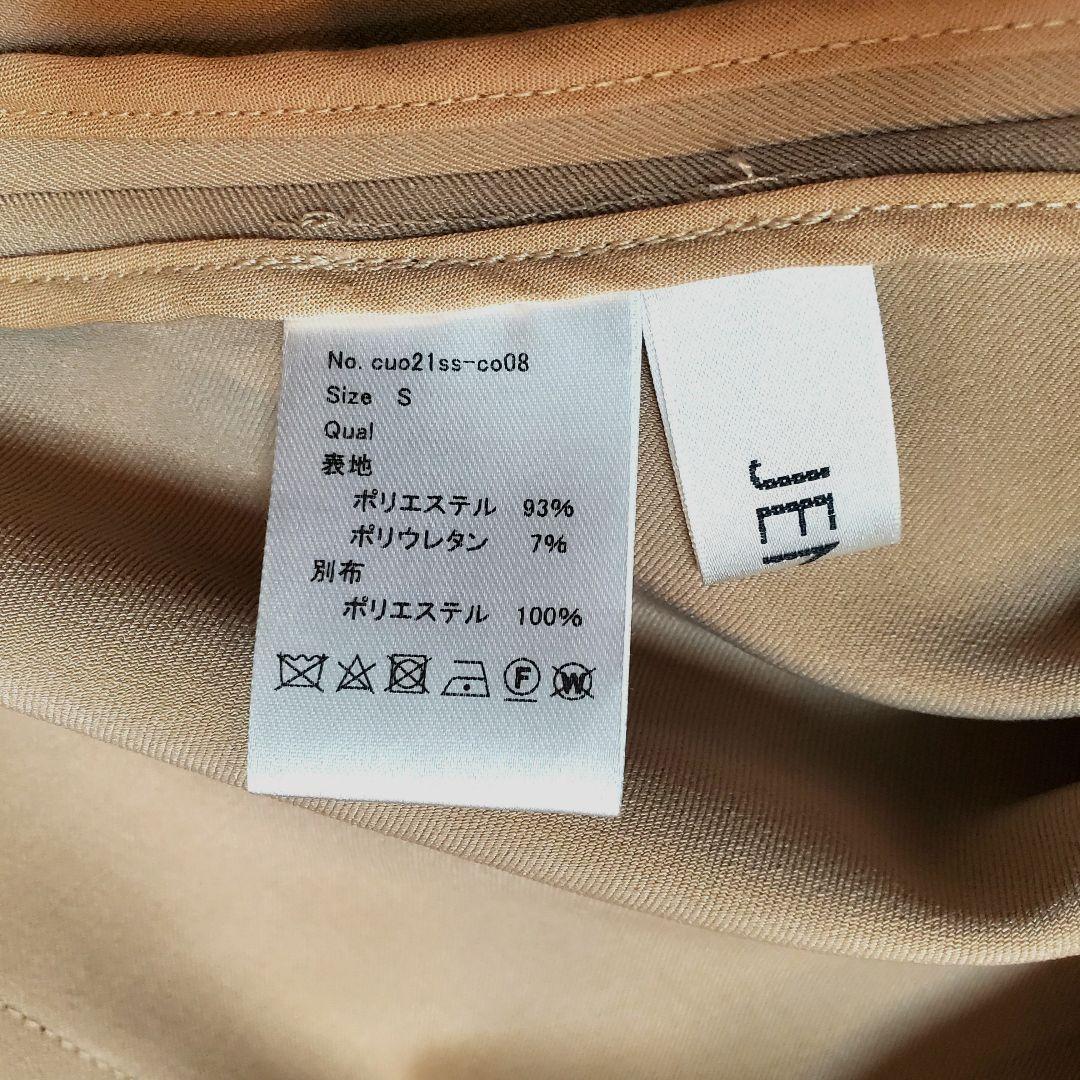 No. cuo21ss-co08
Size S
Qual
表地
ポリエステル 93%
ポリウレタン 7%
別布
ポリエステル 100%
F
W